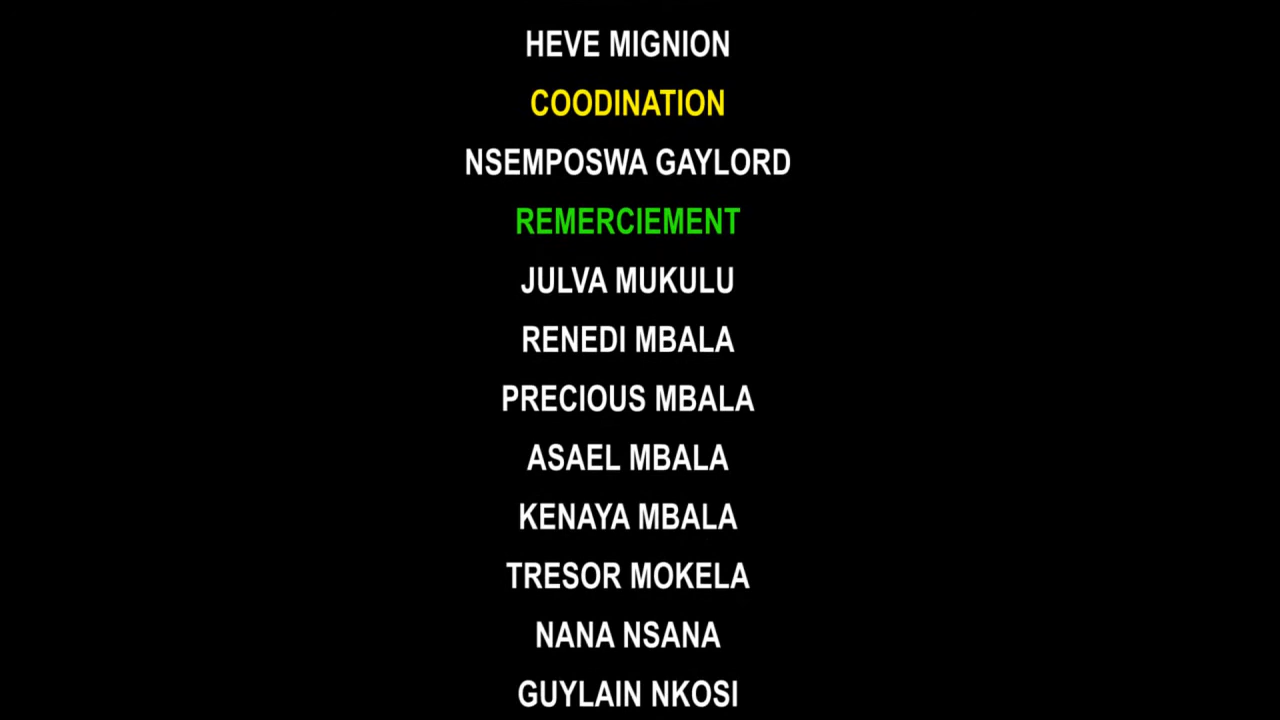 HEVE MIGNION
COODINATION
NSEMPOSWA GAYLORD
REMERCIEMENT
JULVA MUKULU
RENEDI MBALA
PRECIOUS MBALA
ASAEL MBALA
KENAYA MBALA
TRESOR MOKELA
NANA NSANA
GUYLAIN NKOSI